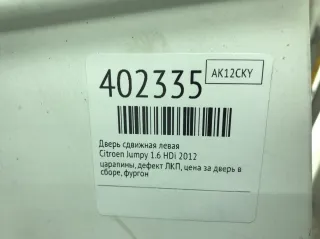 402335
AK12CKY
Дверь сдвижная левая
Citroen Jumpy 1.6 HDi 2012
царапины, дефект ЛКП, цена за дверь в
сборе, фургон